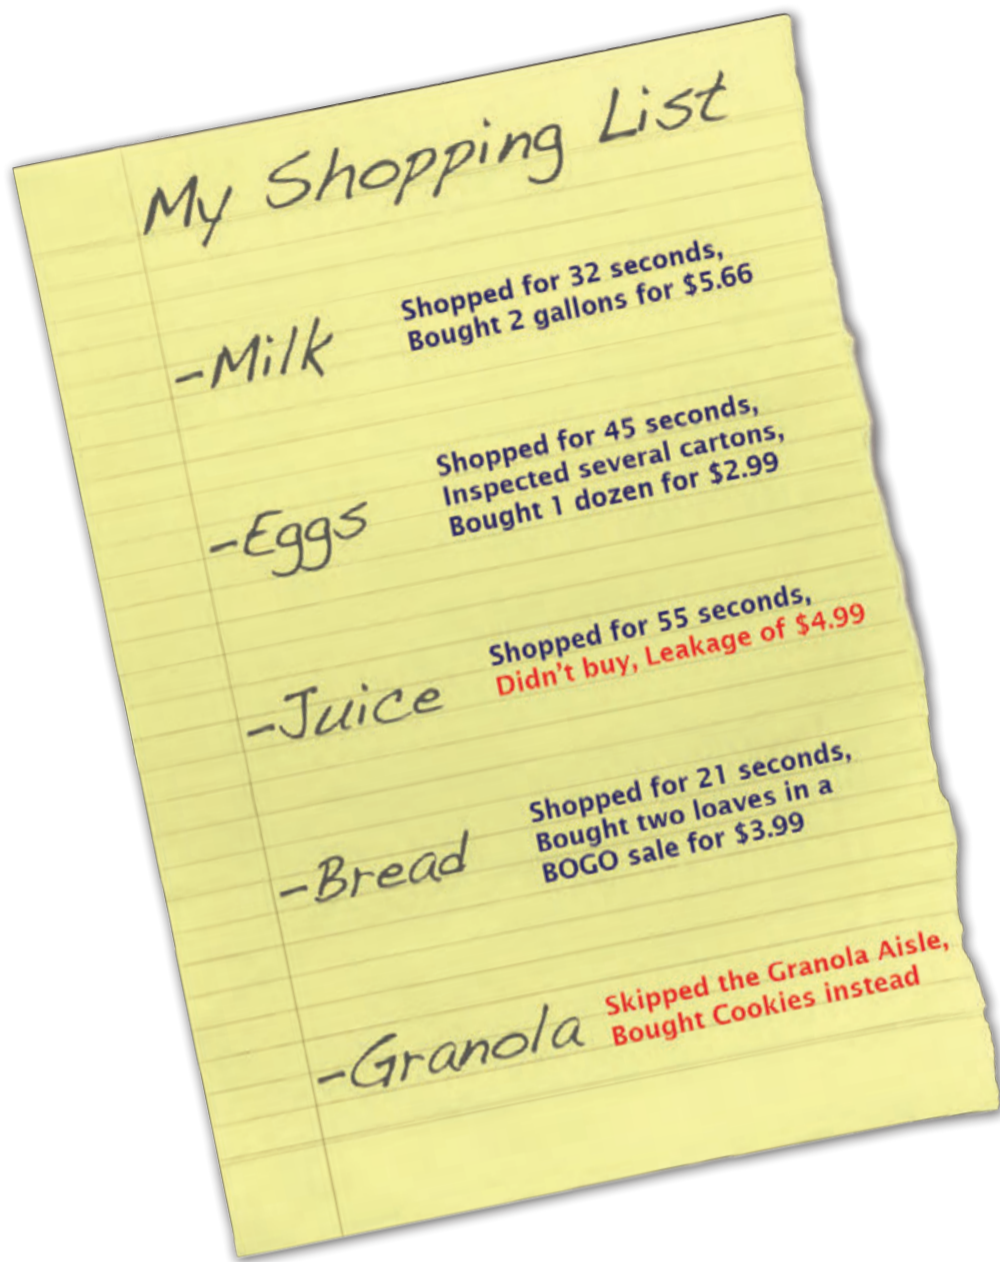 My Shopping List
-Milk
Shopped for 32 seconds,
Bought 2 gallons for $5.66
-Eggs
Shopped for 45 seconds,
Inspected several cartons,
Bought 1 dozen for $2.99
-Juice
Shopped for 55 seconds,
Didn't buy, Leakage of $4.99
-Bread
Shopped for 21 seconds,
Bought two loaves in a
BOGO sale for $3.99
-Granola
Skipped the Granola Aisle,
Bought Cookies instead